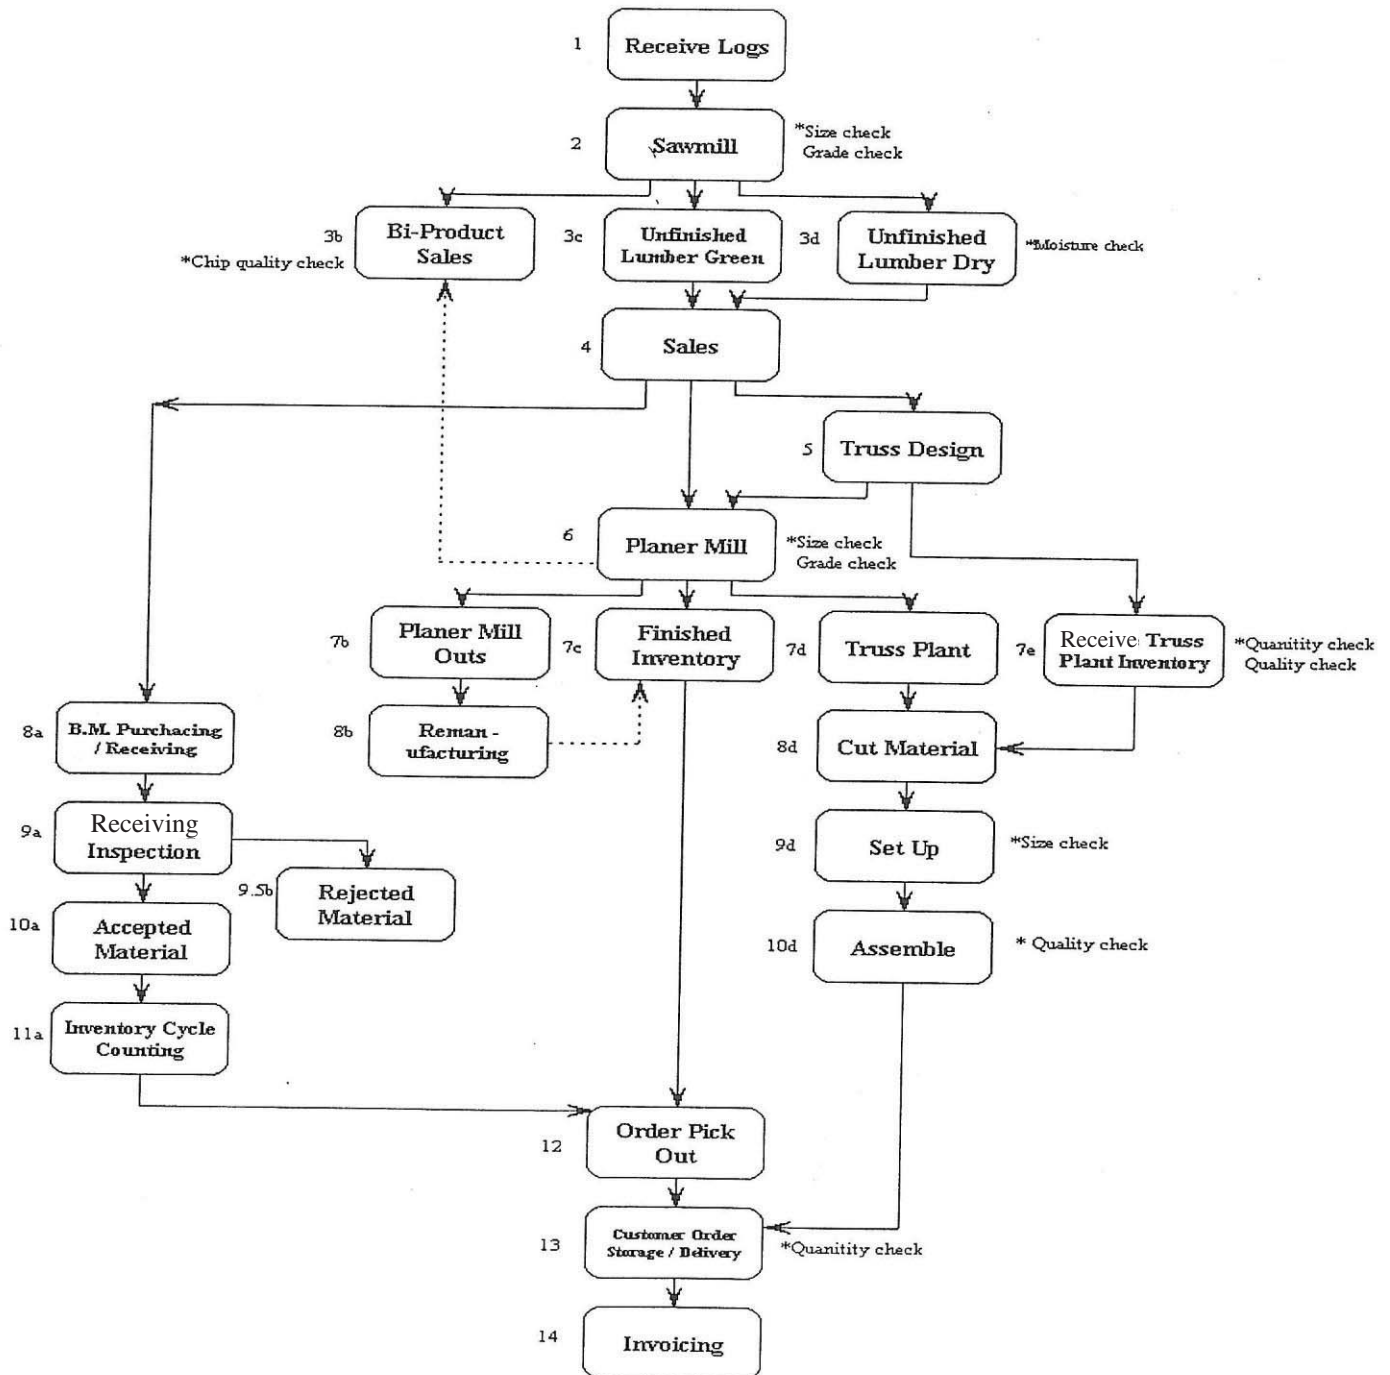 1
Receive Logs
2
Sawmill
*Size check
Grade check
3b
*Chip quality check
Bi-Product
Sales
3c
Unfinished
Lumber Green
3d
Unfinished
Lumber Dry
*Moisture check
4
Sales
5
Truss Design
6
Planer Mill
*Size check
Grade check
7b
Planer Mill
Outs
7c
Finished
Inventory
7d
Truss Plant
7e
Receive Truss
Plant Inventory
*Quanitity check
Quality check
8a
B.M. Purchacing
/ Receiving
8b
Reman -
ufacturing
8d
Cut Material
9a
Receiving
Inspection
9.5b
Rejected
Material
9d
Set Up
*Size check
10a
Accepted
Material
10d
Assemble
* Quality check
11a
Inventory Cycle
Counting
12
Order Pick
Out
13
Customer Order
Storage / Delivery
*Quanitity check
14
Invoicing